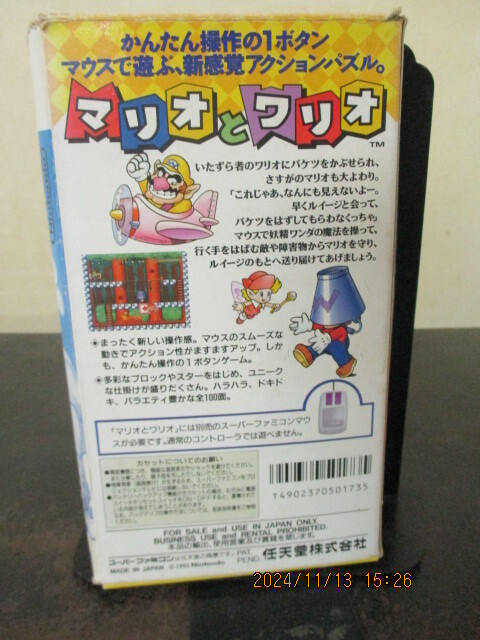 かんたん操作の1ボタン
マウスで遊ぶ、新感覚アクションパズル。
マリオとワリオ
TM
いたずら者のワリオにバケツをかぶせられ、
さすがのマリオも大よわり。
「これじゃあ、なんにも見えないよー。
早くルイージと会って、
バケツをはずしてもらわなくっちゃ」
マウスで妖精ワンダの魔法を操って、
行く手をはばむ敵や障害物からマリオを守り、
ルイージのもとへ送り届けてあげましょう。
●まったく新しい操作感。マウスのスムーズな
動きでアクション性がますますアップ。しか
も、かんたん操作の1ボタンゲーム。
●多彩なブロックやスターをはじめ、ユニーク
な仕掛けが盛りだくさん。ハラハラ、ドキド
キ、バラエティ豊かな全100面。
「マリオとワリオ」には別売のスーパーファミコンマウ
スが必要です。通常のコントローラでは遊べません。
カセットについてのお願い
T4902370501735
FOR SALE and USE IN JAPAN ONLY.
BUSINESS USE and RENTAL PROHIBITED.
本品の輸出、使用営業及び賃貸を禁じます。
スーパーファミコンは任天堂の商標です。PAT. PEND.
MADE IN JAPAN ©1993 Nintendo
任天堂株式会社
2024/11/13 15:26